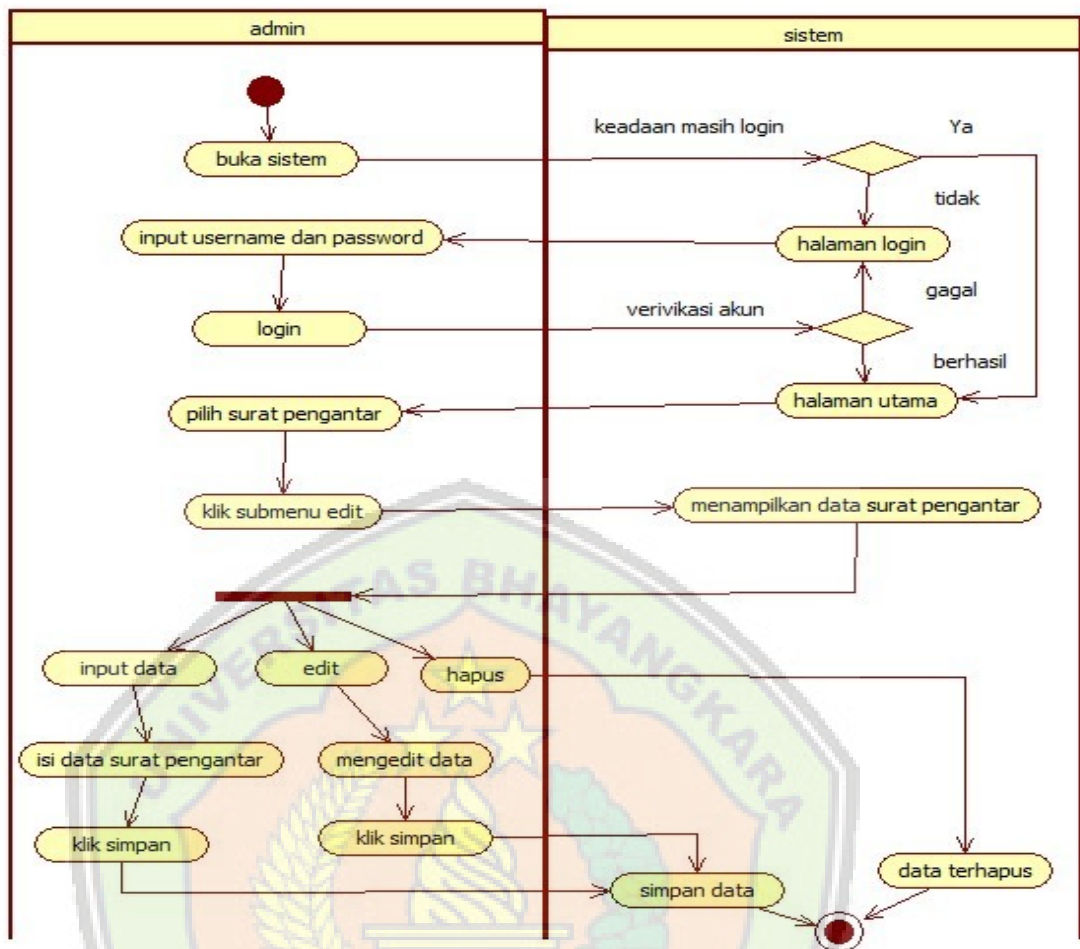 admin
sistem
keadaan masih login
Ya
buka sistem
tidak
input username dan password
halaman login
gagal
verivikasi akun
login
berhasil
halaman utama
pilih surat pengantar
klik submenu edit
menampilkan data surat pengantar
UNIVERSITAS BHAYANGKARA
input data
edit
hapus
isi data surat pengantar
mengedit data
klik simpan
klik simpan
simpan data
data terhapus